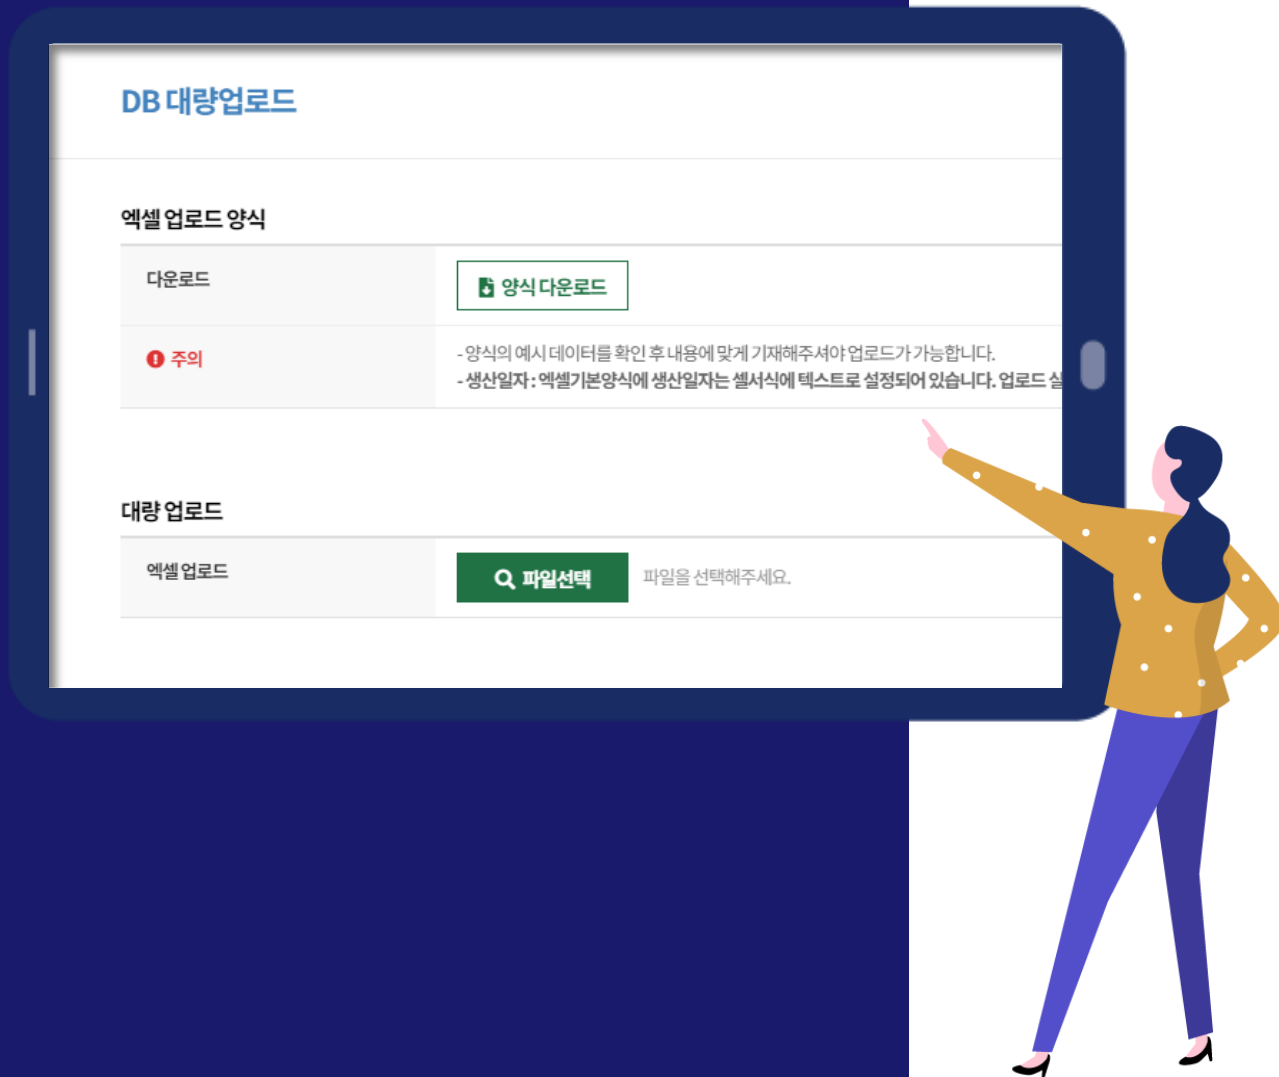 DB 대량업로드
엑셀 업로드 양식
다운로드
양식 다운로드
주의
- 양식의 예시 데이터를 확인 후 내용에 맞게 기재해주셔야 업로드가 가능합니다.
- 생산일자 : 엑셀기본양식에 생산일자는 셀서식에 텍스트로 설정되어 있습니다. 업로드 실
대량 업로드
엑셀 업로드
파일선택
파일을 선택해주세요.